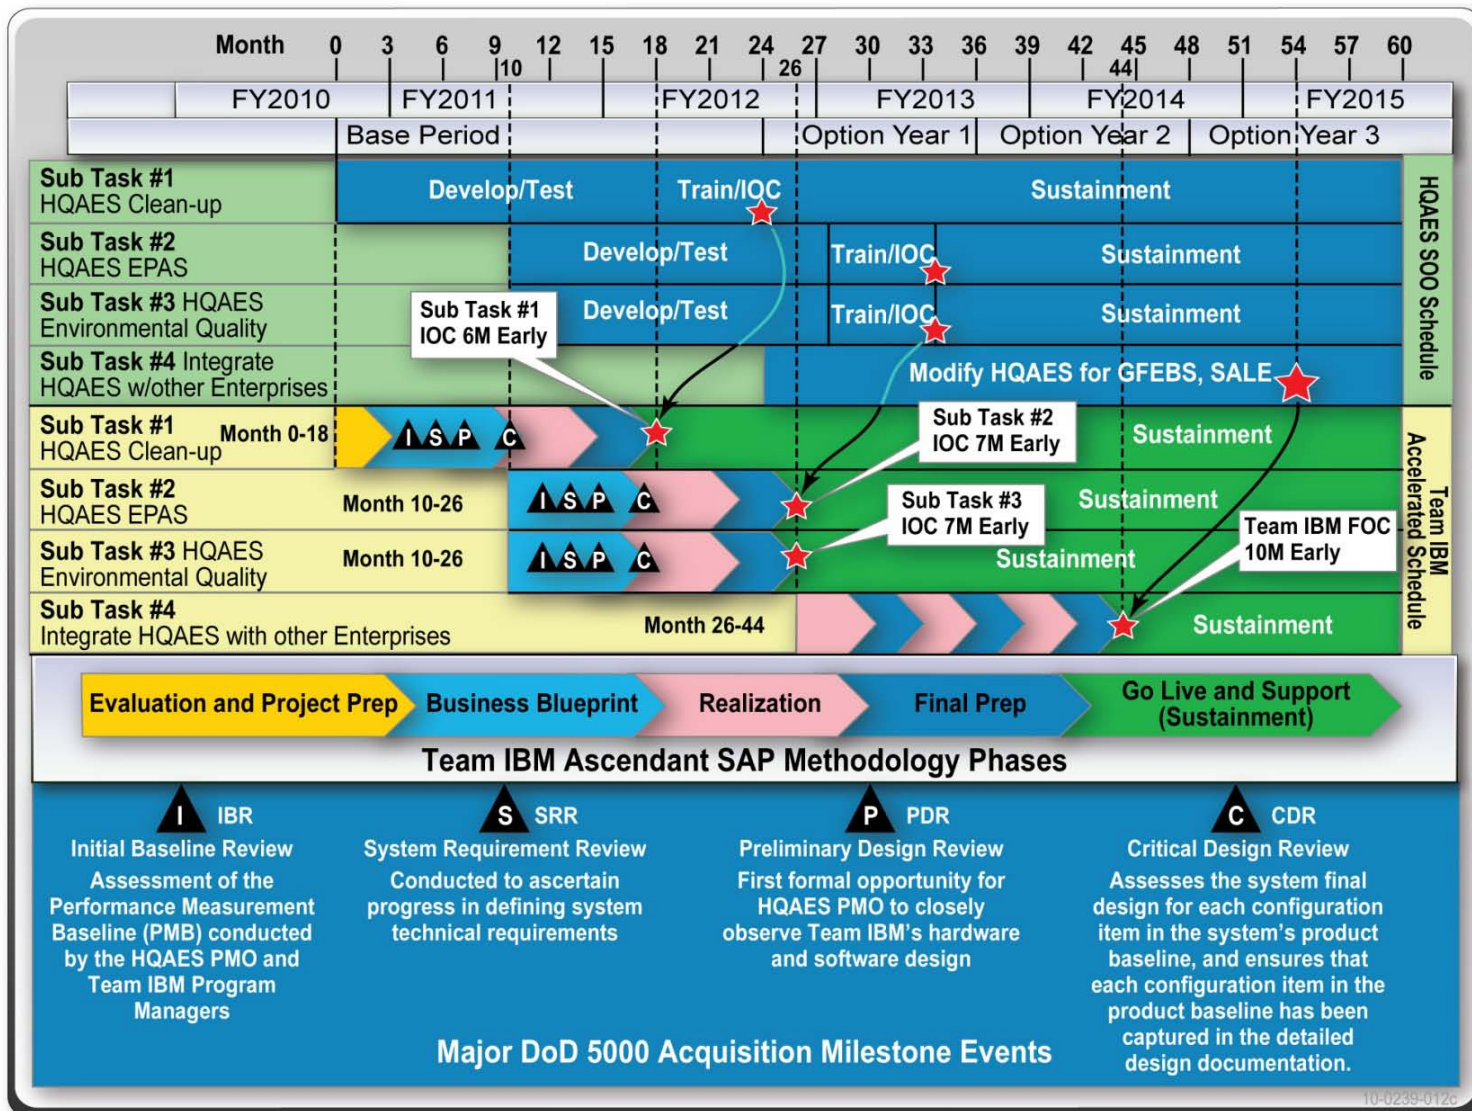 Month 0 3 6 9 12 15 18 21 24 27 30 33 36 39 42 45 48 51 54 57 60
10 26 44
FY2010 FY2011 FY2012 FY2013 FY2014 FY2015
Base Period Option Year 1 Option Year 2 Option Year 3
Sub Task #1
HQAES Clean-up
Develop/Test Train/IOC Sustainment
Sub Task #2
HQAES EPAS
Develop/Test Train/IOC Sustainment
Sub Task #3 HQAES
Environmental Quality
Develop/Test Train/IOC Sustainment
Sub Task #4 Integrate
HQAES w/other Enterprises
Modify HQAES for GFEBS, SALE
HQAES SOO Schedule
Sub Task #1
IOC 6M Early
Sub Task #1
HQAES Clean-up
Month 0-18
I S P C
Sustainment
Sub Task #2
IOC 7M Early
Sub Task #2
HQAES EPAS
Month 10-26
I S P C
Sustainment
Sub Task #3
IOC 7M Early
Sub Task #3 HQAES
Environmental Quality
Month 10-26
I S P C
Sustainment
Team IBM FOC
10M Early
Sub Task #4
Integrate HQAES with other Enterprises
Month 26-44
Sustainment
Team IBM
Accelerated Schedule
Evaluation and Project Prep
Business Blueprint
Realization
Final Prep
Go Live and Support
(Sustainment)
Team IBM Ascendant SAP Methodology Phases
I IBR
Initial Baseline Review
Assessment of the
Performance Measurement
Baseline (PMB) conducted
by the HQAES PMO and
Team IBM Program
Managers
S SRR
System Requirement Review
Conducted to ascertain
progress in defining system
technical requirements
P PDR
Preliminary Design Review
First formal opportunity for
HQAES PMO to closely
observe Team IBM's hardware
and software design
C CDR
Critical Design Review
Assesses the system final
design for each configuration
item in the system's product
baseline, and ensures that
each configuration item in the
product baseline has been
captured in the detailed
design documentation.
Major DoD 5000 Acquisition Milestone Events
10-0239-012c